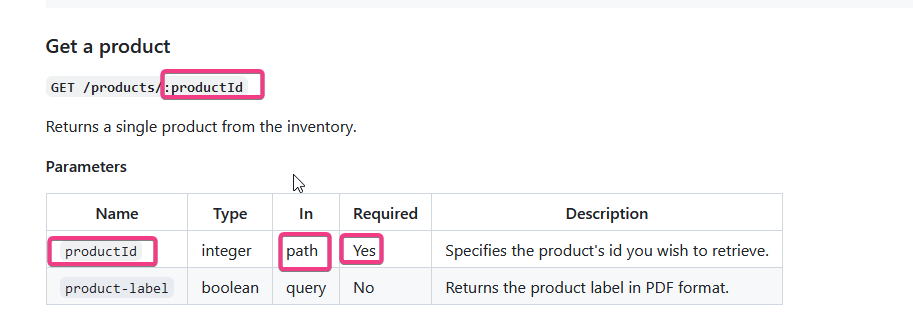 Get a product
GET /products/:productId
Returns a single product from the inventory.
Parameters
Name Type In Required Description
productId integer path Yes Specifies the product's id you wish to retrieve.
product-label boolean query No Returns the product label in PDF format.